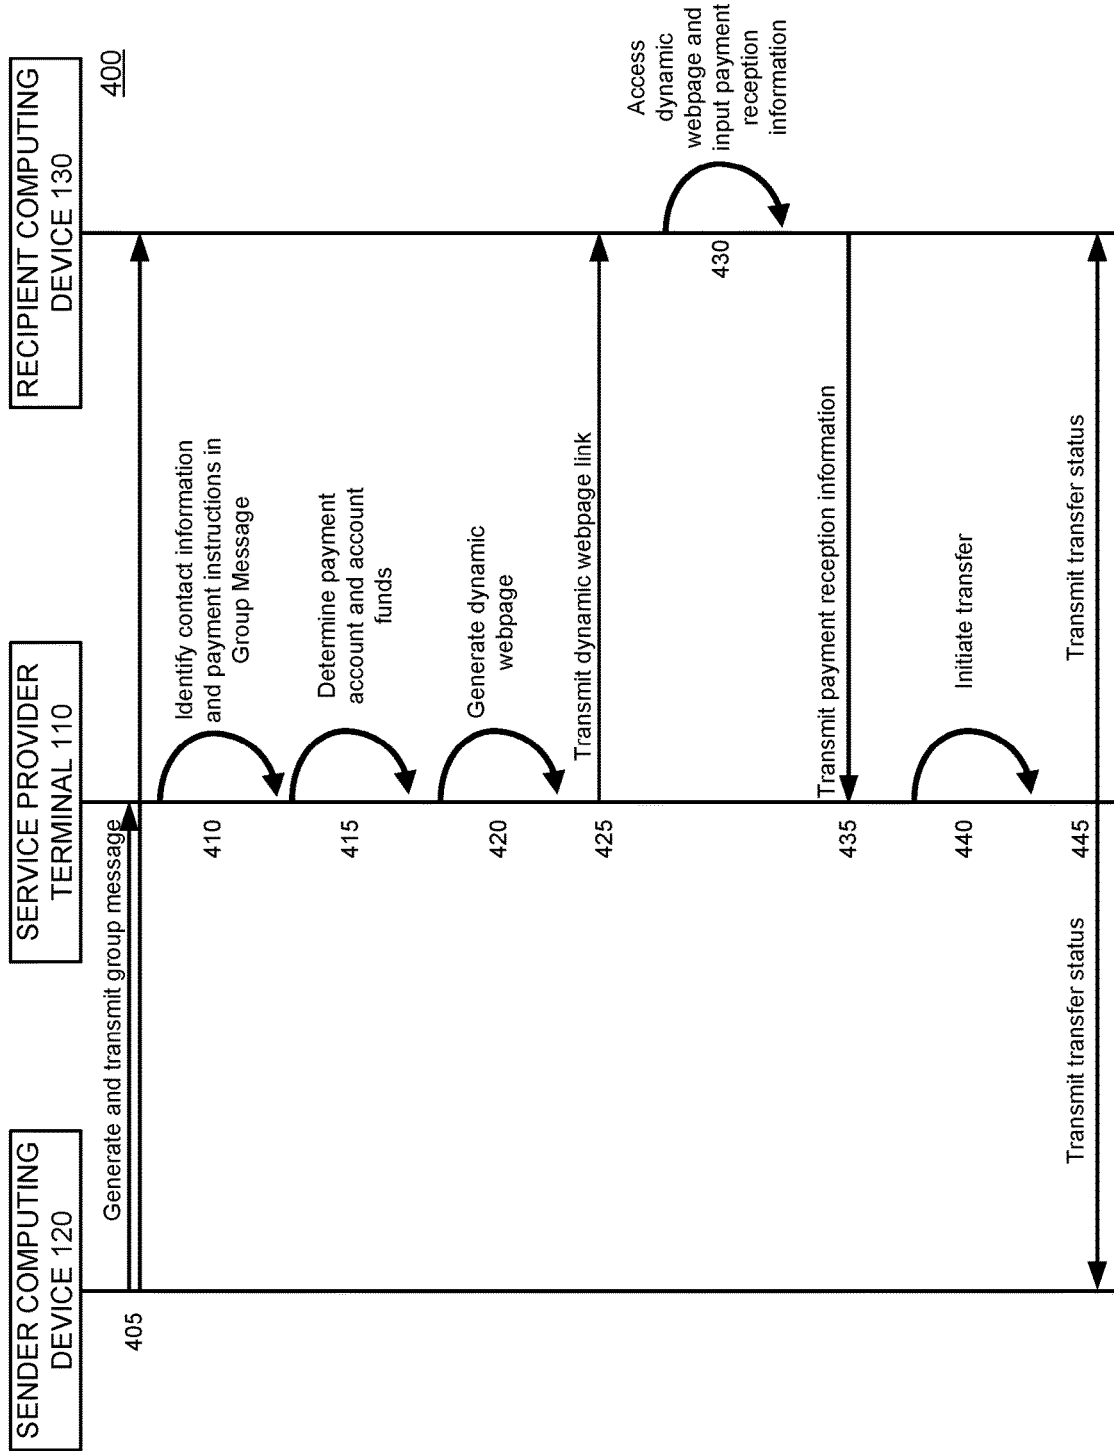 SENDER COMPUTING
DEVICE 120
SERVICE PROVIDER
TERMINAL 110
RECIPIENT COMPUTING
DEVICE 130
400
405
Generate and transmit group message
410
Identify contact information
and payment instructions in
Group Message
415
Determine payment
account and account
funds
420
Generate dynamic
webpage
425
Transmit dynamic webpage link
430
Access
dynamic
webpage and
input payment
reception
information
435
Transmit payment reception information
440
Initiate transfer
445
Transmit transfer status
Transmit transfer status